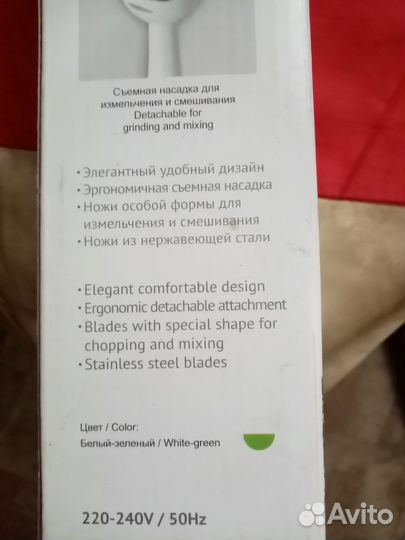 Съемная насадка для
измельчения и смешивания
Detachable for
grinding and mixing
• Элегантный удобный дизайн
• Эргономичная съемная насадка
• Ножи особой формы для
измельчения и смешивания
• Ножи из нержавеющей стали
• Elegant comfortable design
• Ergonomic detachable attachment
• Blades with special shape for
chopping and mixing
• Stainless steel blades
Цвет / Color:
Белый-зеленый / White-green
220-240V / 50Hz
Avito